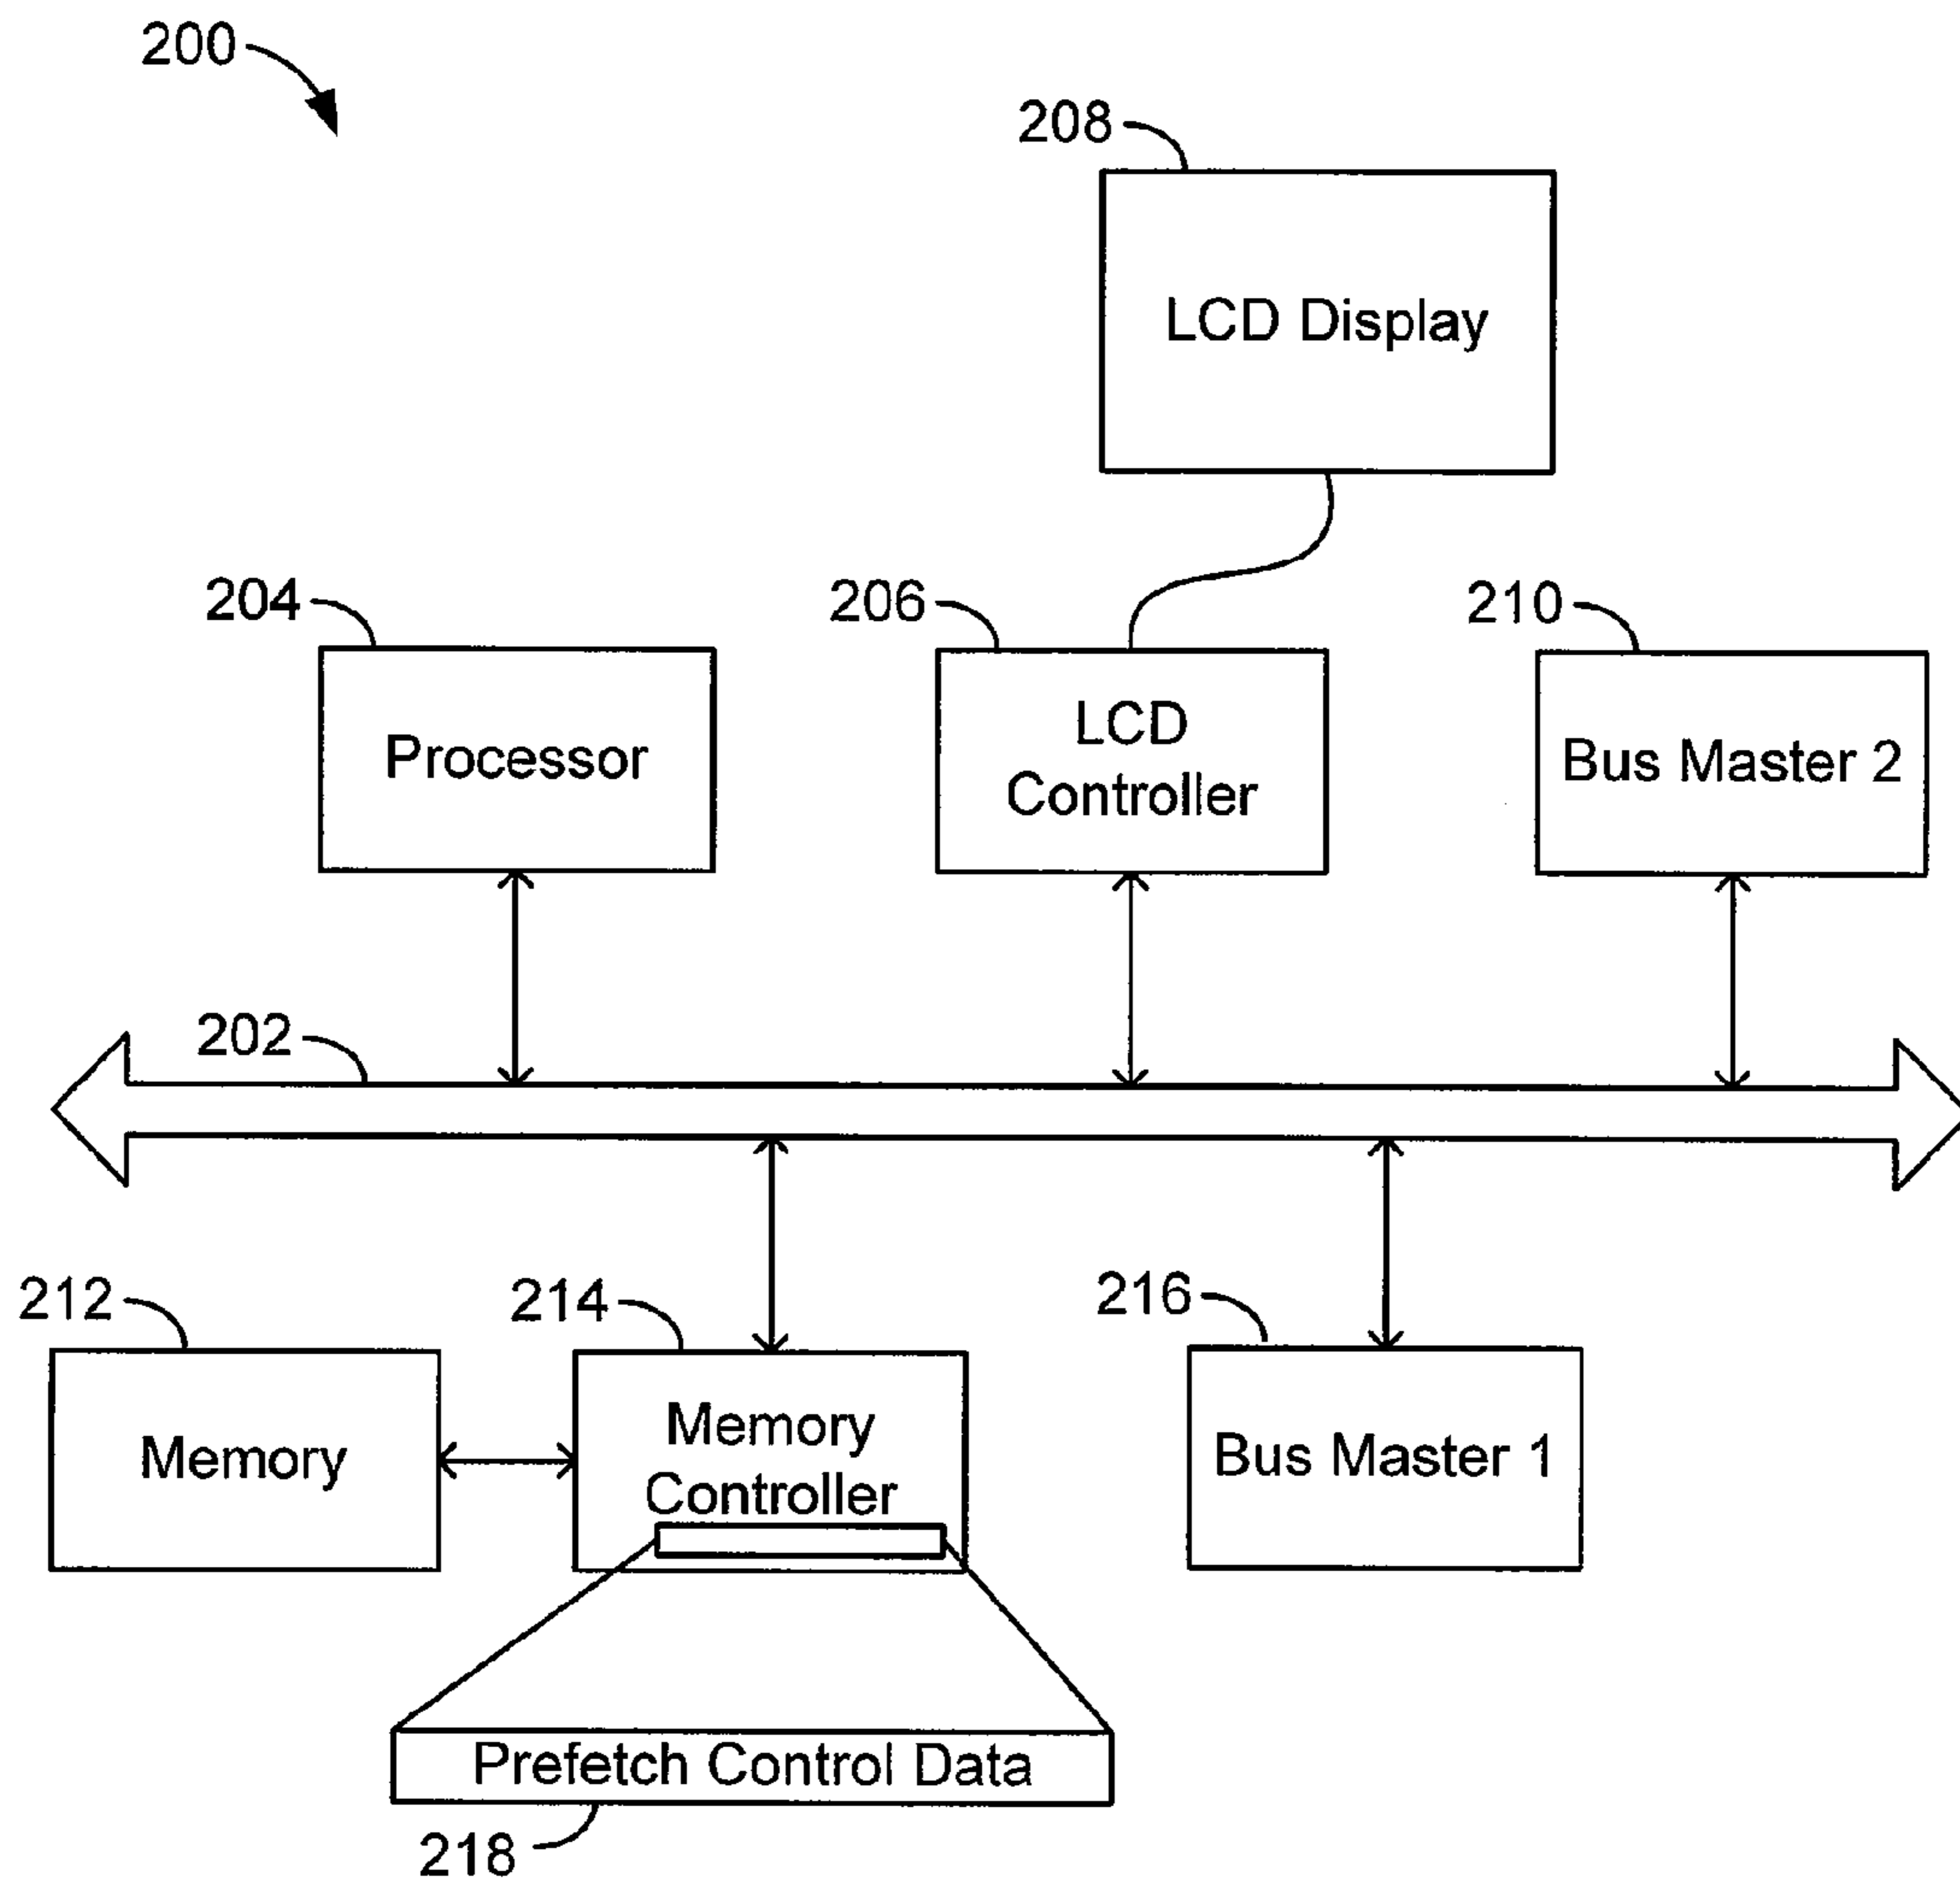 200
208
LCD Display
204
206
210
Processor
LCD
Controller
Bus Master 2
202
212
214
216
Memory
Memory
Controller
Bus Master 1
Prefetch Control Data
218